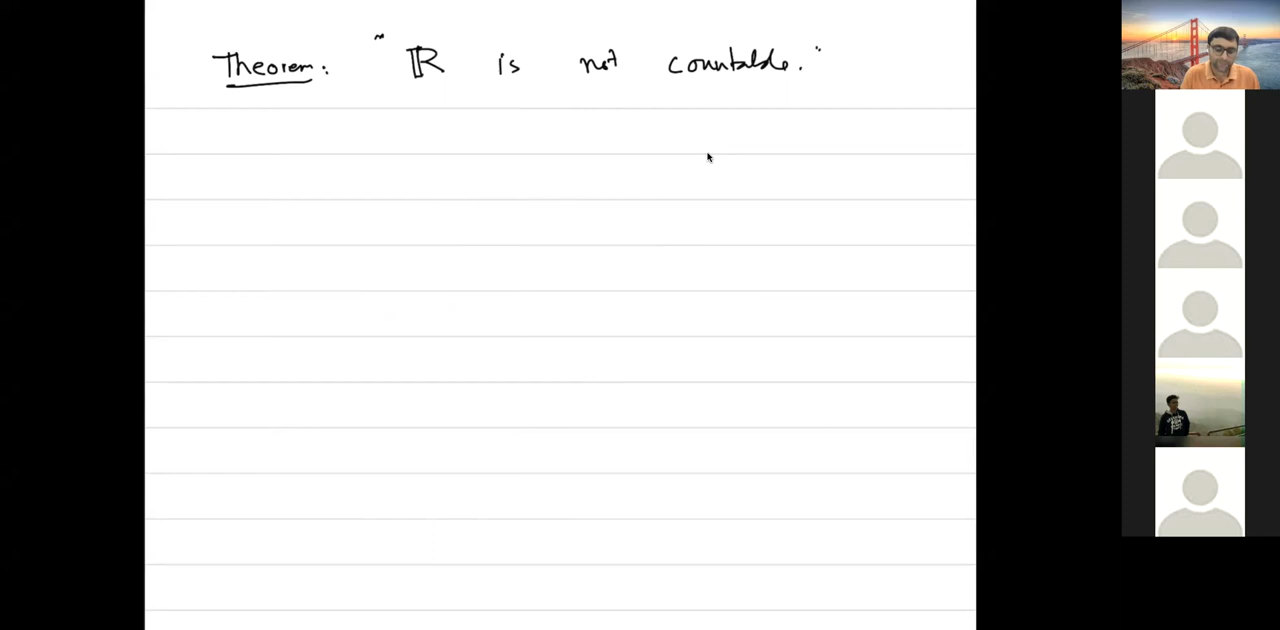 Theorem: "ℝ is not countable."